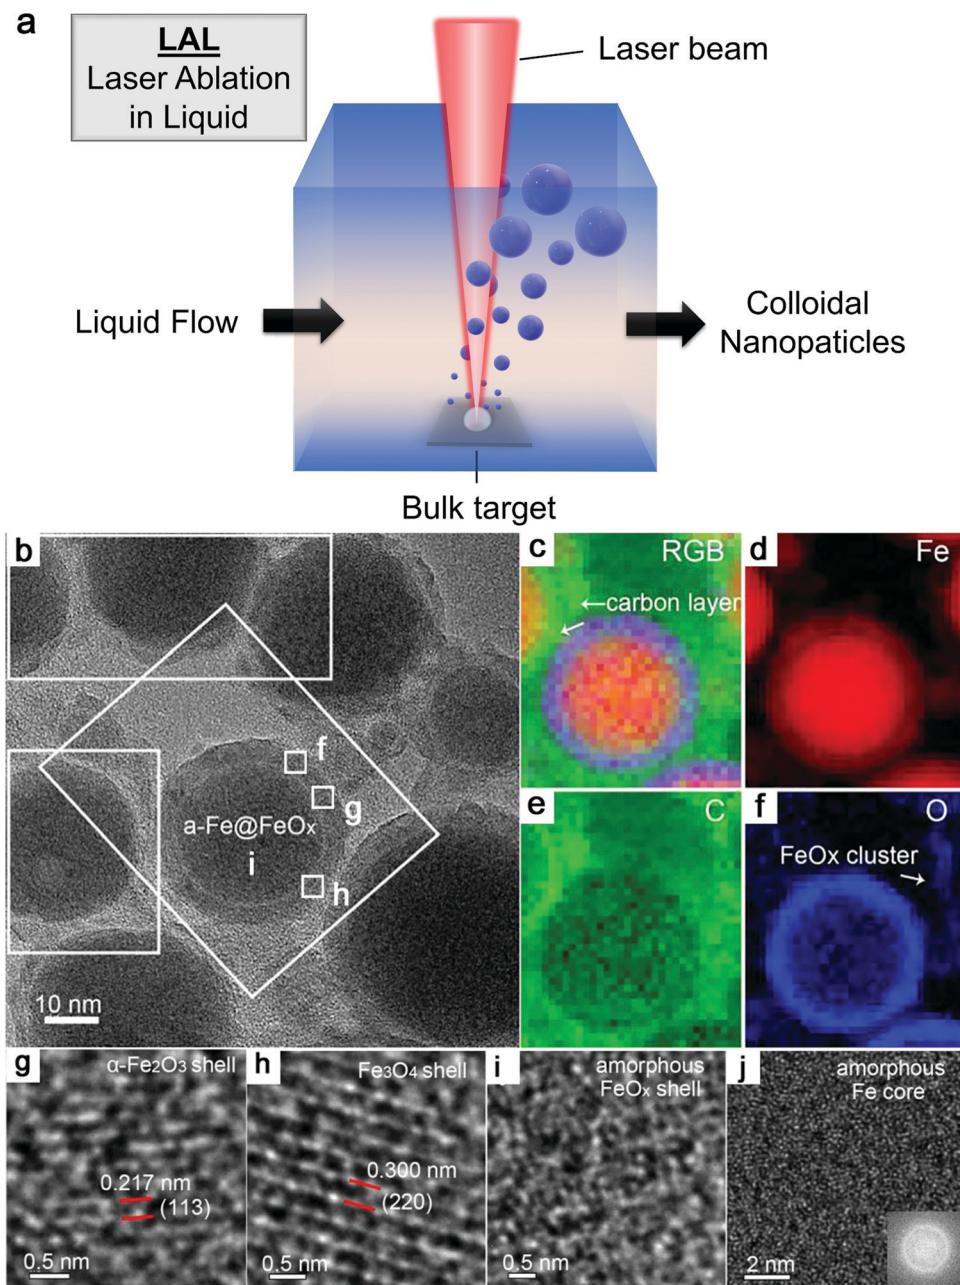 a
LAL
Laser Ablation
in Liquid
Laser beam
Liquid Flow
Colloidal
Nanopaticles
Bulk target
b
f
g
a-Fe@FeOx
i
h
10 nm
c
RGB
←carbon layer
d
Fe
e
C
f
O
FeOx cluster
g
α-Fe2O3 shell
0.217 nm
(113)
0.5 nm
h
Fe3O4 shell
0.300 nm
(220)
0.5 nm
i
amorphous
FeOx shell
0.5 nm
j
amorphous
Fe core
2 nm